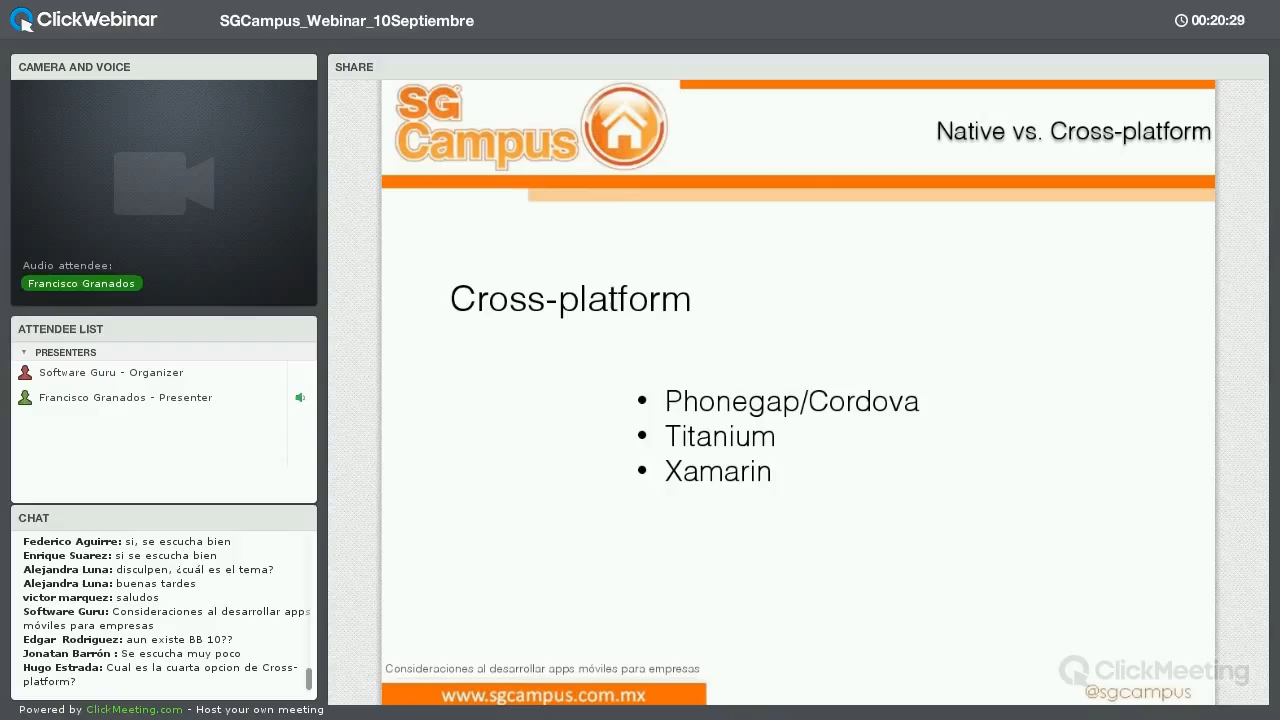 ClickWebinar
SGCampus_Webinar_10Septiembre
00:20:29
CAMERA AND VOICE
Audio attendee:
Francisco Granados
ATTENDEE LIST
PRESENTERS
Software Guru - Organizer
Francisco Granados - Presenter
CHAT
Federico Aguirre: si, se escucha bien
Enrique Suarez: si se escucha bien
Alejandra Luna: disculpen, ¿cuál es el tema?
Alejandra Luna: buenas tardes
victor marquez: saludos
Software Guru: Consideraciones al desarrollar apps
móviles para empresas
Edgar Rodriguez: aun existe BB 10??
Jonatan Barrón : Se escucha muy poco
Hugo Estrada: Cual es la cuarta opcion de Cross-
platform?
Powered by ClickMeeting.com - Host your own meeting
SHARE
SG
Campus
Native vs. Cross-platform
Cross-platform
• Phonegap/Cordova
• Titanium
• Xamarin
Consideraciones al desarrollar apps móviles para empresas
www.sgcampus.com.mx
ClickMeeting
@sgcampus